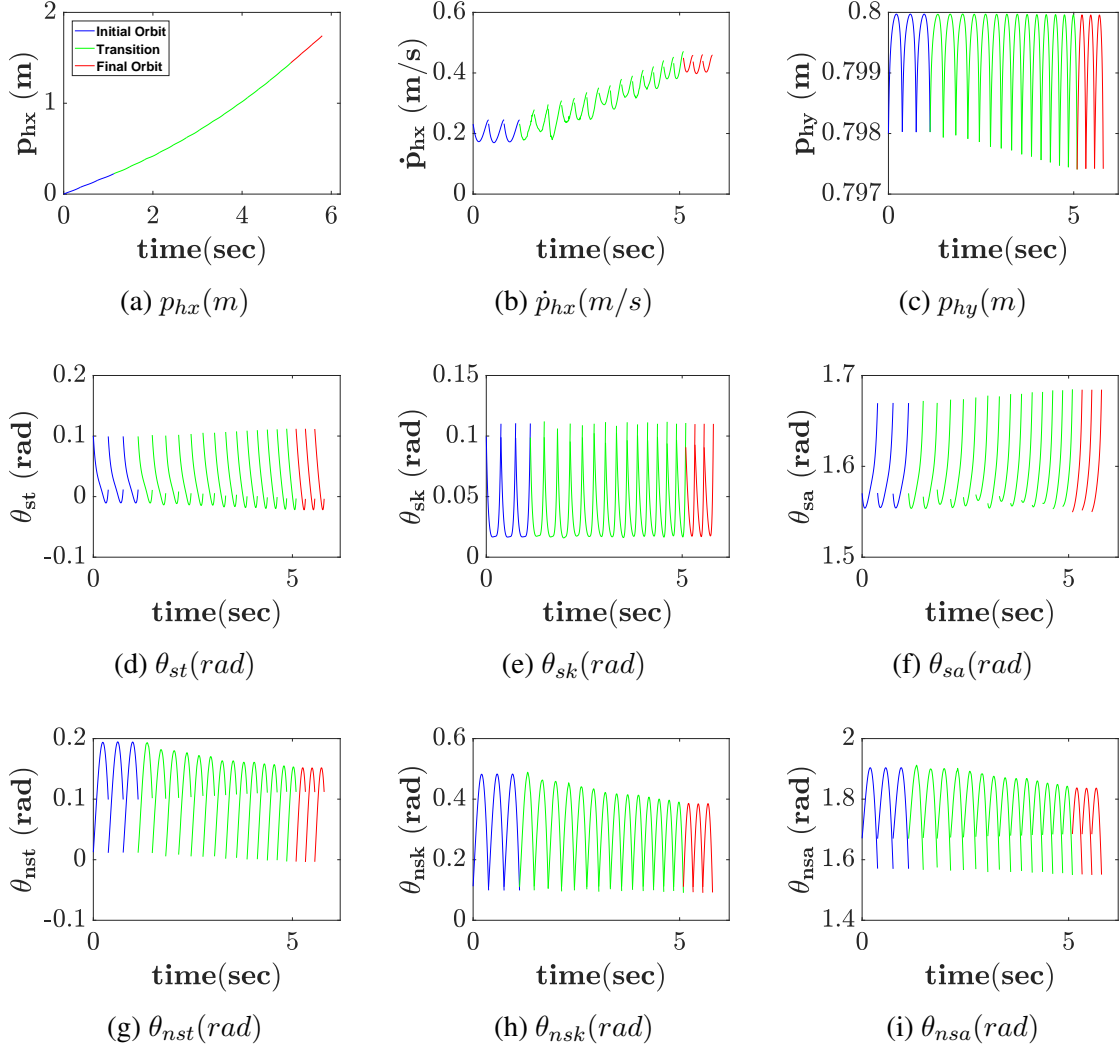 2
1
0
p_hx (m)
Initial Orbit
Transition
Final Orbit
0 2 4 6
time(sec)
(a) p_hx(m)
0.6
0.4
0.2
0
ṗ_hx (m/s)
0 5
time(sec)
(b) ṗ_hx(m/s)
0.8
0.799
0.798
0.797
p_hy (m)
0 5
time(sec)
(c) p_hy(m)
0.2
0.1
0
-0.1
θ_st (rad)
0 5
time(sec)
(d) θ_st(rad)
0.15
0.1
0.05
0
θ_sk (rad)
0 5
time(sec)
(e) θ_sk(rad)
1.7
1.6
1.5
θ_sa (rad)
0 5
time(sec)
(f) θ_sa(rad)
0.2
0.1
0
-0.1
θ_nst (rad)
0 5
time(sec)
(g) θ_nst(rad)
0.6
0.4
0.2
0
θ_nsk (rad)
0 5
time(sec)
(h) θ_nsk(rad)
2
1.8
1.6
1.4
θ_nsa (rad)
0 5
time(sec)
(i) θ_nsa(rad)